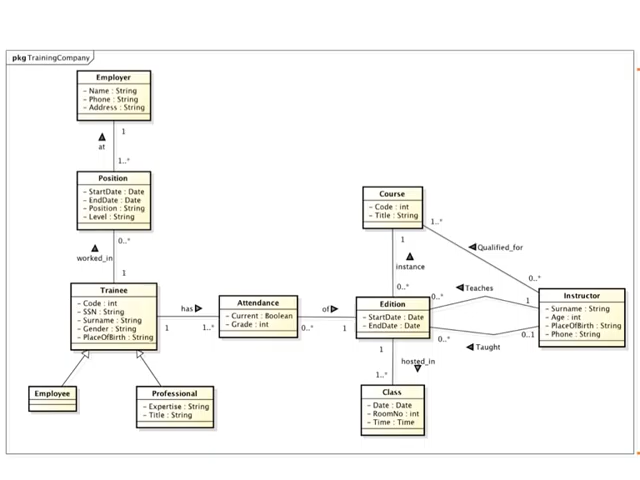 pkg TrainingCompany
Employer
- Name : String
- Phone : String
- Address : String
1
at
1..*
Position
- StartDate : Date
- EndDate : Date
- Position : String
- Level : String
0..*
worked_in
1
Trainee
- Code : int
- SSN : String
- Surname : String
- Gender : String
- PlaceOfBirth : String
has
1
1..*
Attendance
- Current : Boolean
- Grade : int
of
0..*
1
Course
- Code : int
- Title : String
1..*
1
instance
0..*
Qualified_for
0..*
Edition
- StartDate : Date
- EndDate : Date
0..*
Teaches
1
0..*
Taught
0..1
Instructor
- Surname : String
- Age : int
- PlaceOfBirth : String
- Phone : String
1
hosted_in
1..*
Class
- Date : Date
- RoomNo : int
- Time : Time
Employee
Professional
- Expertise : String
- Title : String